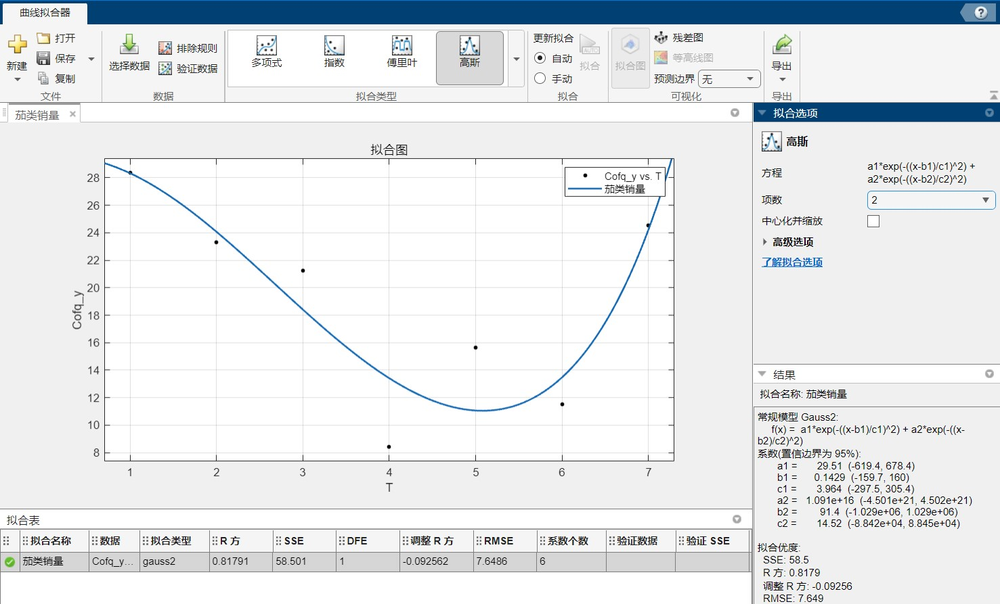 曲线拟合器
新建
打开
保存
复制
文件
选择数据
排除规则
验证数据
数据
多项式
指数
傅里叶
高斯
拟合类型
更新拟合
自动
手动
AUTO
拟合
拟合
拟合图
残差图
等高线图
预测边界 无
可视化
导出
导出
茄类销量
拟合图
Cofq_y vs. T
茄类销量
28
26
24
22
20
18
16
14
12
10
8
Cofq_y
1 2 3 4 5 6 7
T
拟合选项
高斯
方程
a1*exp(-((x-b1)/c1)^2) +
a2*exp(-((x-b2)/c2)^2)
项数 2
中心化并缩放
高级选项
了解拟合选项
结果
拟合名称: 茄类销量
常规模型 Gauss2:
f(x) = a1*exp(-((x-b1)/c1)^2) + a2*exp(-((x-
b2)/c2)^2)
系数(置信边界为 95%):
a1 = 29.51 (-619.4, 678.4)
b1 = 0.1429 (-159.7, 160)
c1 = 3.964 (-297.5, 305.4)
a2 = 1.091e+16 (-4.501e+21, 4.502e+21)
b2 = 91.4 (-1.029e+06, 1.029e+06)
c2 = 14.52 (-8.842e+04, 8.845e+04)
拟合优度:
SSE: 58.5
R 方: 0.8179
调整 R 方: -0.09256
RMSE: 7.649
拟合表
拟合名称 数据 拟合类型 R 方 SSE DFE 调整 R 方 RMSE 系数个数 验证数据 验证 SSE
茄类销量 Cofq_y... gauss2 0.81791 58.501 1 -0.092562 7.6486 6